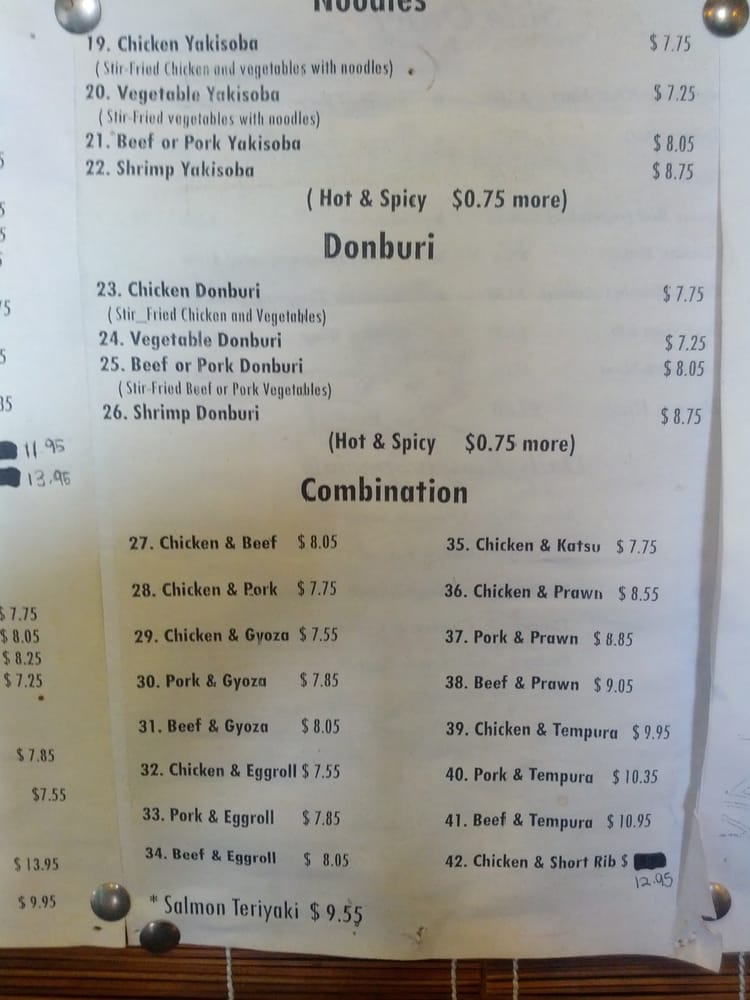 Noodles
19. Chicken Yakisoba $ 7.75
( Stir-Fried Chicken and vegetables with noodles)
20. Vegetable Yakisoba $ 7.25
( Stir-Fried vegetables with noodles)
21. Beef or Pork Yakisoba $ 8.05
22. Shrimp Yakisoba $ 8.75
( Hot & Spicy $0.75 more)
Donburi
23. Chicken Donburi $ 7.75
( Stir_Fried Chicken and Vegetables)
24. Vegetable Donburi $ 7.25
25. Beef or Pork Donburi $ 8.05
( Stir-Fried Beef or Pork Vegetables)
26. Shrimp Donburi $ 8.75
(Hot & Spicy $0.75 more)
Combination
27. Chicken & Beef $ 8.05
28. Chicken & Pork $ 7.75
29. Chicken & Gyoza $ 7.55
30. Pork & Gyoza $ 7.85
31. Beef & Gyoza $ 8.05
32. Chicken & Eggroll $ 7.55
33. Pork & Eggroll $ 7.85
34. Beef & Eggroll $ 8.05
35. Chicken & Katsu $ 7.75
36. Chicken & Prawn $ 8.55
37. Pork & Prawn $ 8.85
38. Beef & Prawn $ 9.05
39. Chicken & Tempura $ 9.95
40. Pork & Tempura $ 10.35
41. Beef & Tempura $ 10.95
42. Chicken & Short Rib $
12.95
* Salmon Teriyaki $ 9.55
11.95
13.95
$ 7.75
$ 8.05
$ 8.25
$ 7.25
$ 7.85
$7.55
$ 13.95
$ 9.95